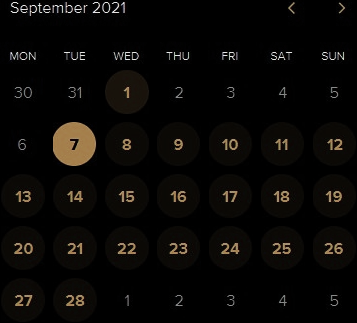 September 2021
MON TUE WED THU FRI SAT SUN
30 31 1 2 3 4 5
6 7 8 9 10 11 12
13 14 15 16 17 18 19
20 21 22 23 24 25 26
27 28 1 2 3 4 5